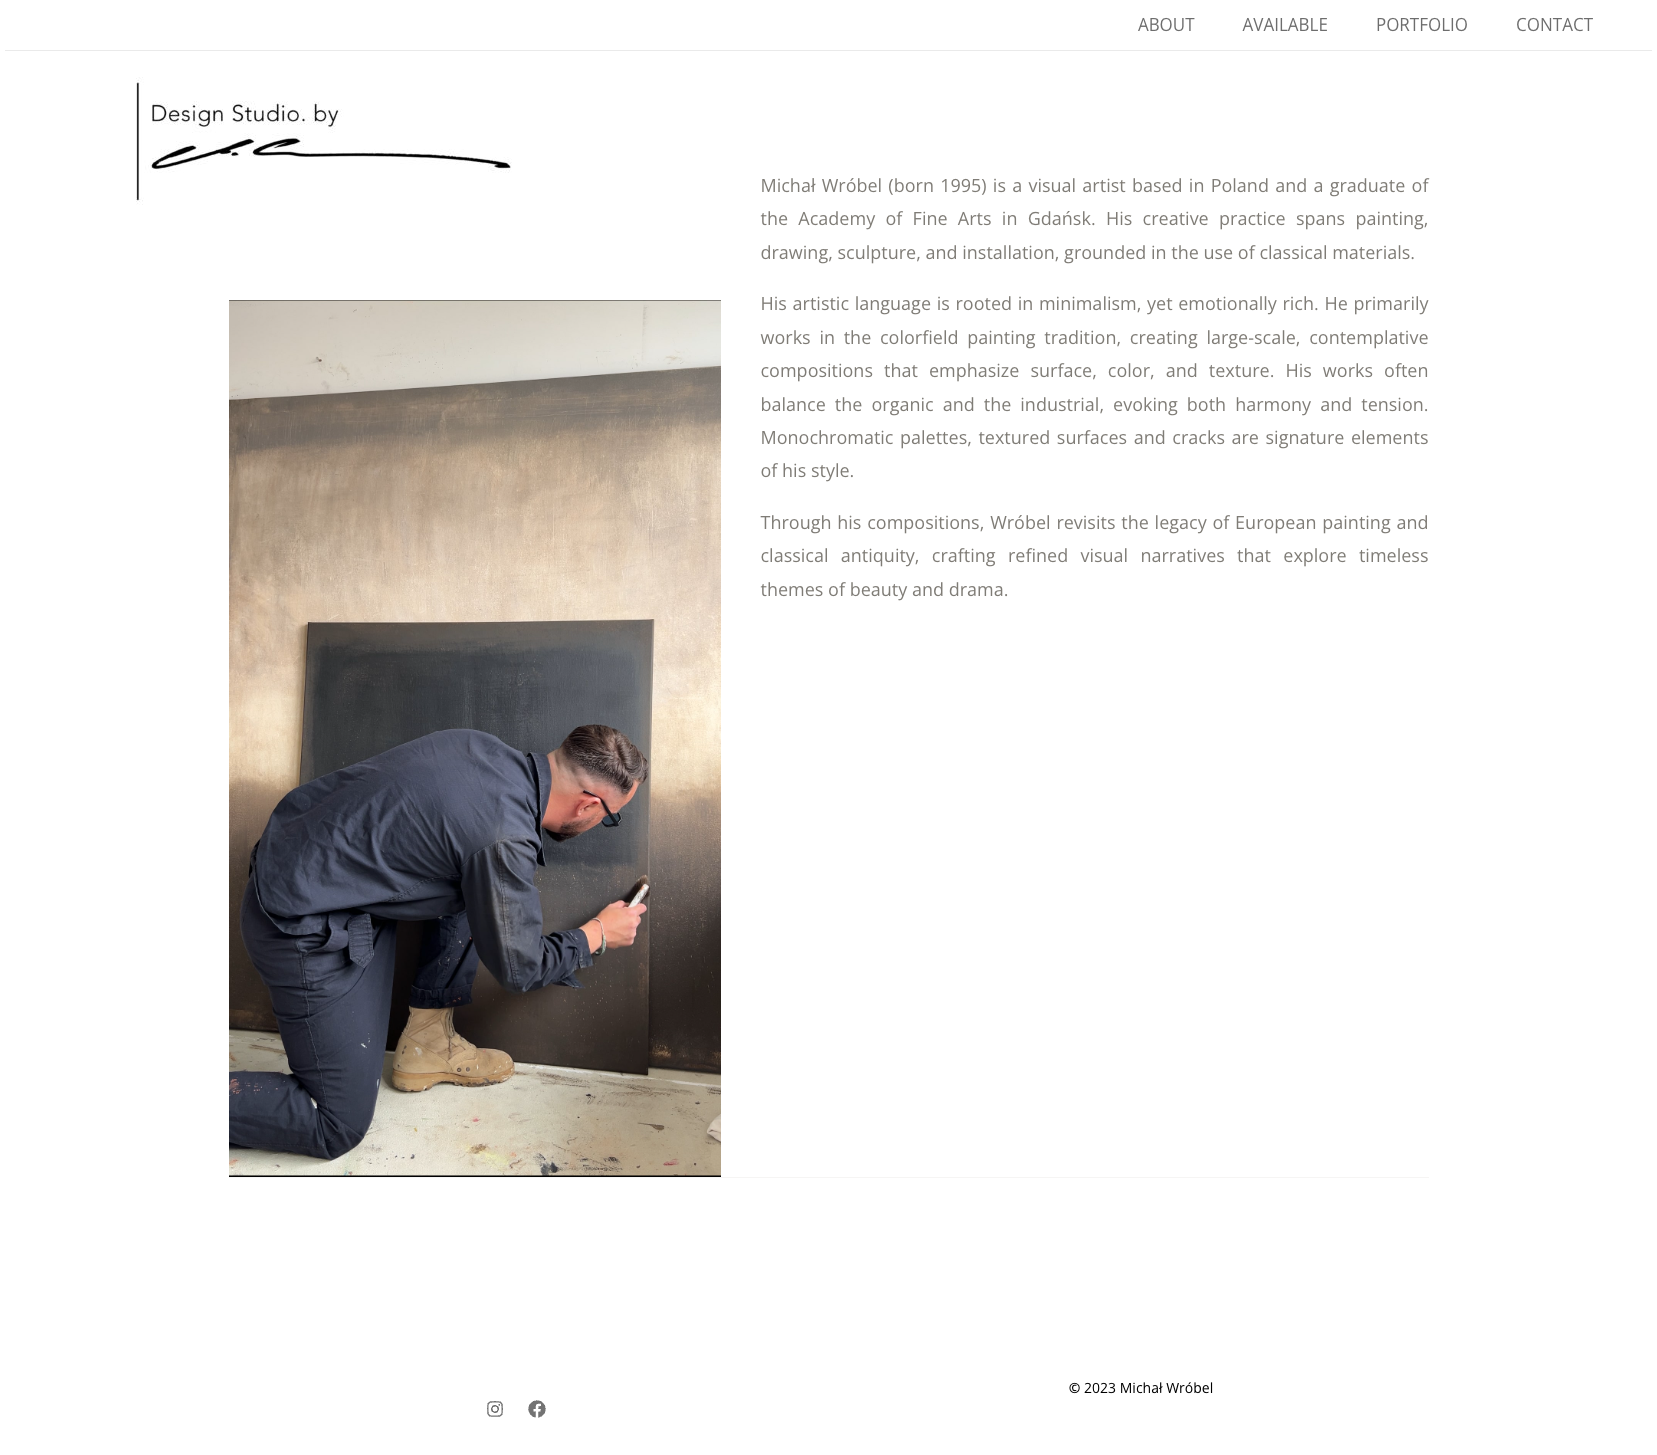 ABOUT AVAILABLE PORTFOLIO CONTACT
Design Studio. by
Michał Wróbel (born 1995) is a visual artist based in Poland and a graduate of
the Academy of Fine Arts in Gdańsk. His creative practice spans painting,
drawing, sculpture, and installation, grounded in the use of classical materials.
His artistic language is rooted in minimalism, yet emotionally rich. He primarily
works in the colorfield painting tradition, creating large-scale, contemplative
compositions that emphasize surface, color, and texture. His works often
balance the organic and the industrial, evoking both harmony and tension.
Monochromatic palettes, textured surfaces and cracks are signature elements
of his style.
Through his compositions, Wróbel revisits the legacy of European painting and
classical antiquity, crafting refined visual narratives that explore timeless
themes of beauty and drama.
© 2023 Michał Wróbel